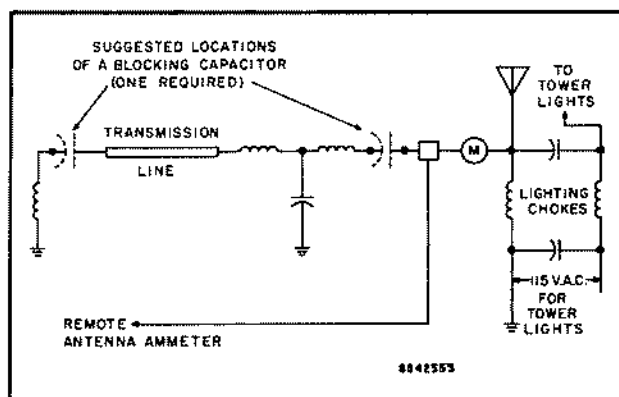 SUGGESTED LOCATIONS
OF A BLOCKING CAPACITOR
(ONE REQUIRED)
TO
TOWER
LIGHTS
TRANSMISSION
LINE
M
LIGHTING
CHOKES
115 V.A.C.
FOR
TOWER
LIGHTS
REMOTE
ANTENNA AMMETER
8842553